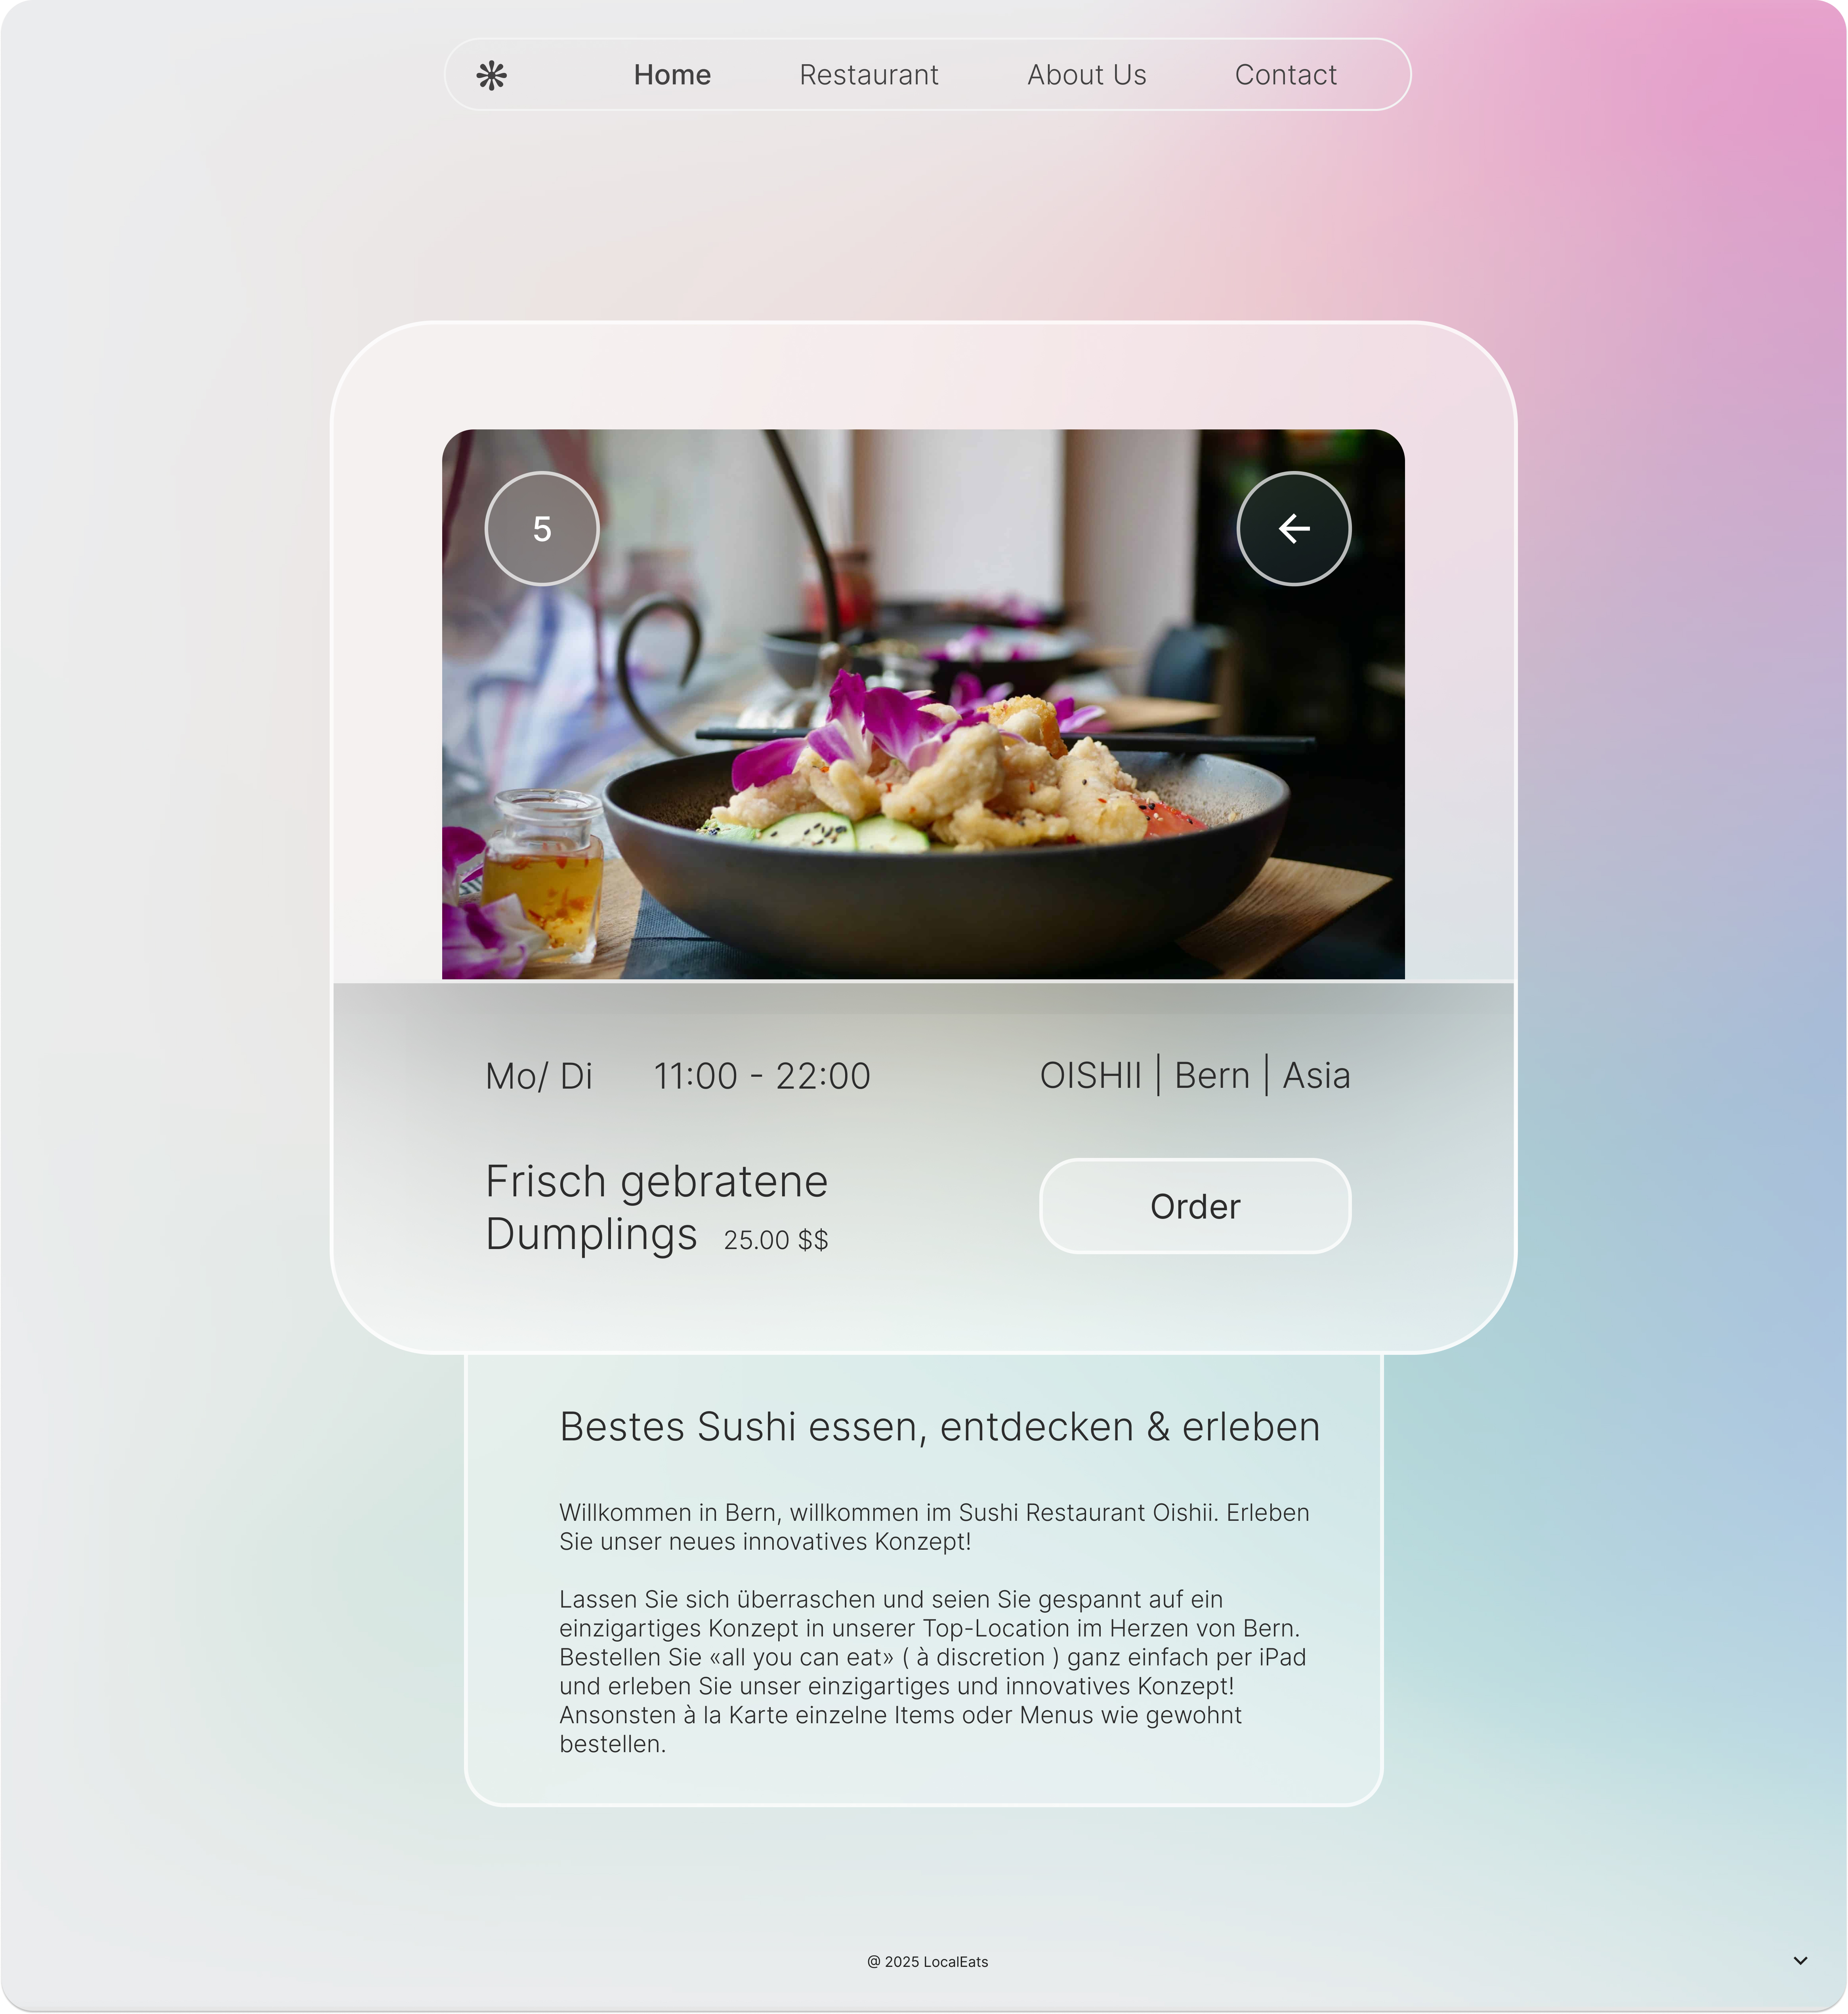 Home Restaurant About Us Contact
5
Mo/ Di 11:00 - 22:00 OISHII | Bern | Asia
Frisch gebratene
Dumplings 25.00 $$
Order
Bestes Sushi essen, entdecken & erleben
Willkommen in Bern, willkommen im Sushi Restaurant Oishii. Erleben
Sie unser neues innovatives Konzept!
Lassen Sie sich überraschen und seien Sie gespannt auf ein
einzigartiges Konzept in unserer Top-Location im Herzen von Bern.
Bestellen Sie «all you can eat» ( à discretion ) ganz einfach per iPad
und erleben Sie unser einzigartiges und innovatives Konzept!
Ansonsten à la Karte einzelne Items oder Menus wie gewohnt
bestellen.
@ 2025 LocalEats